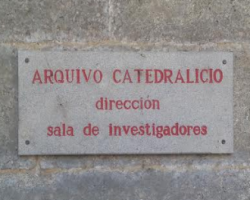 ARQUIVO CATEDRALICIO
dirección
sala de investigadores